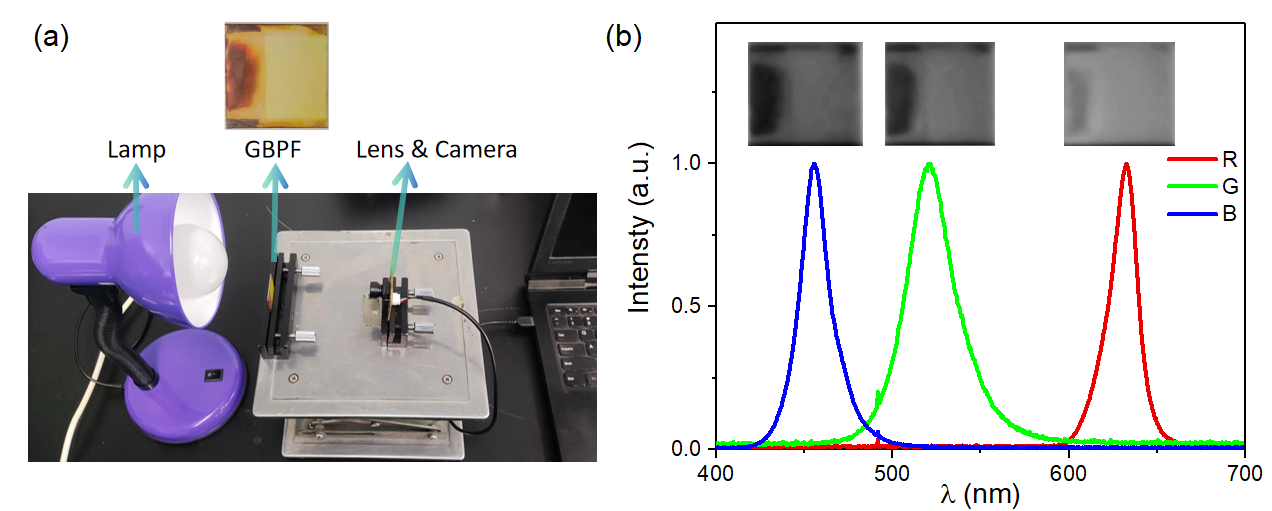 (a)
Lamp
GBPF
Lens & Camera
(b)
Intensty (a.u.)
1.0
0.5
0.0
R
G
B
400
500
600
700
λ (nm)